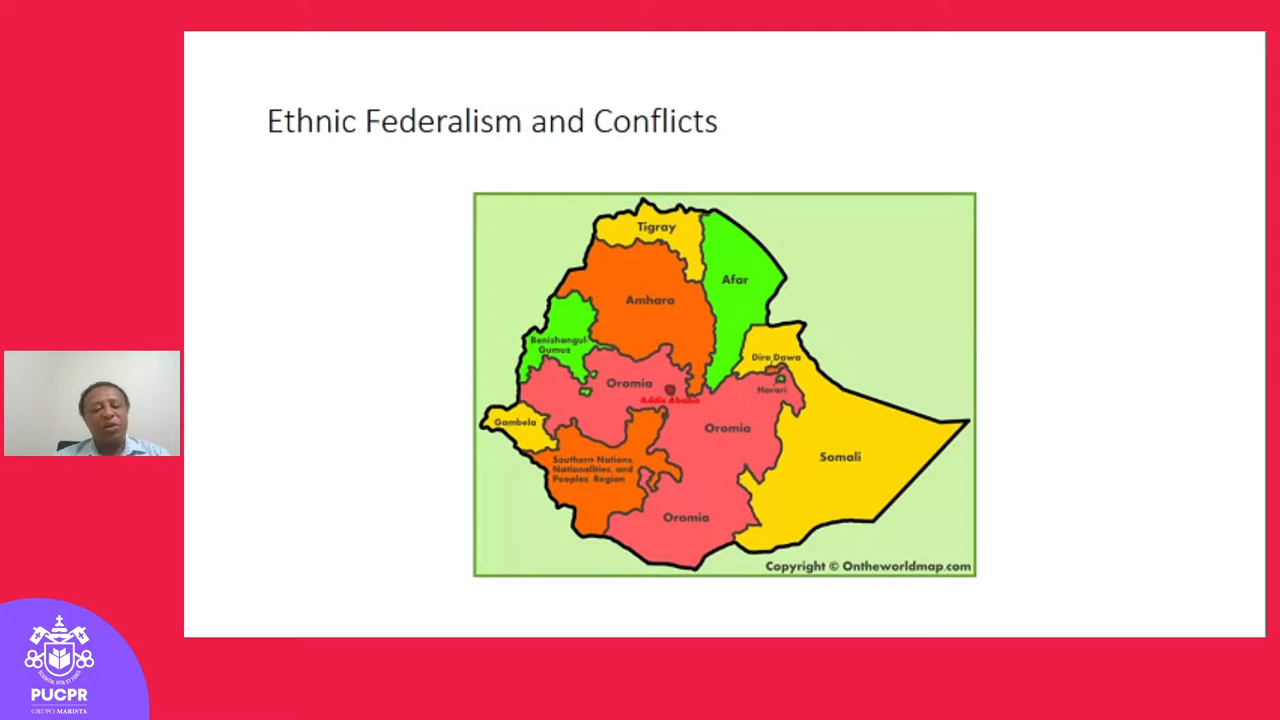 Ethnic Federalism and Conflicts
Tigray
Afar
Amhara
Benishangul-
Gumuz
Dire Dawa
Oromia
Harari
Addis Ababa
Gambela
Oromia
Southern Nations,
Nationalities, and
Peoples' Region
Somali
Oromia
Copyright © Ontheworldmap.com
PUCPR
GRUPO MARISTA